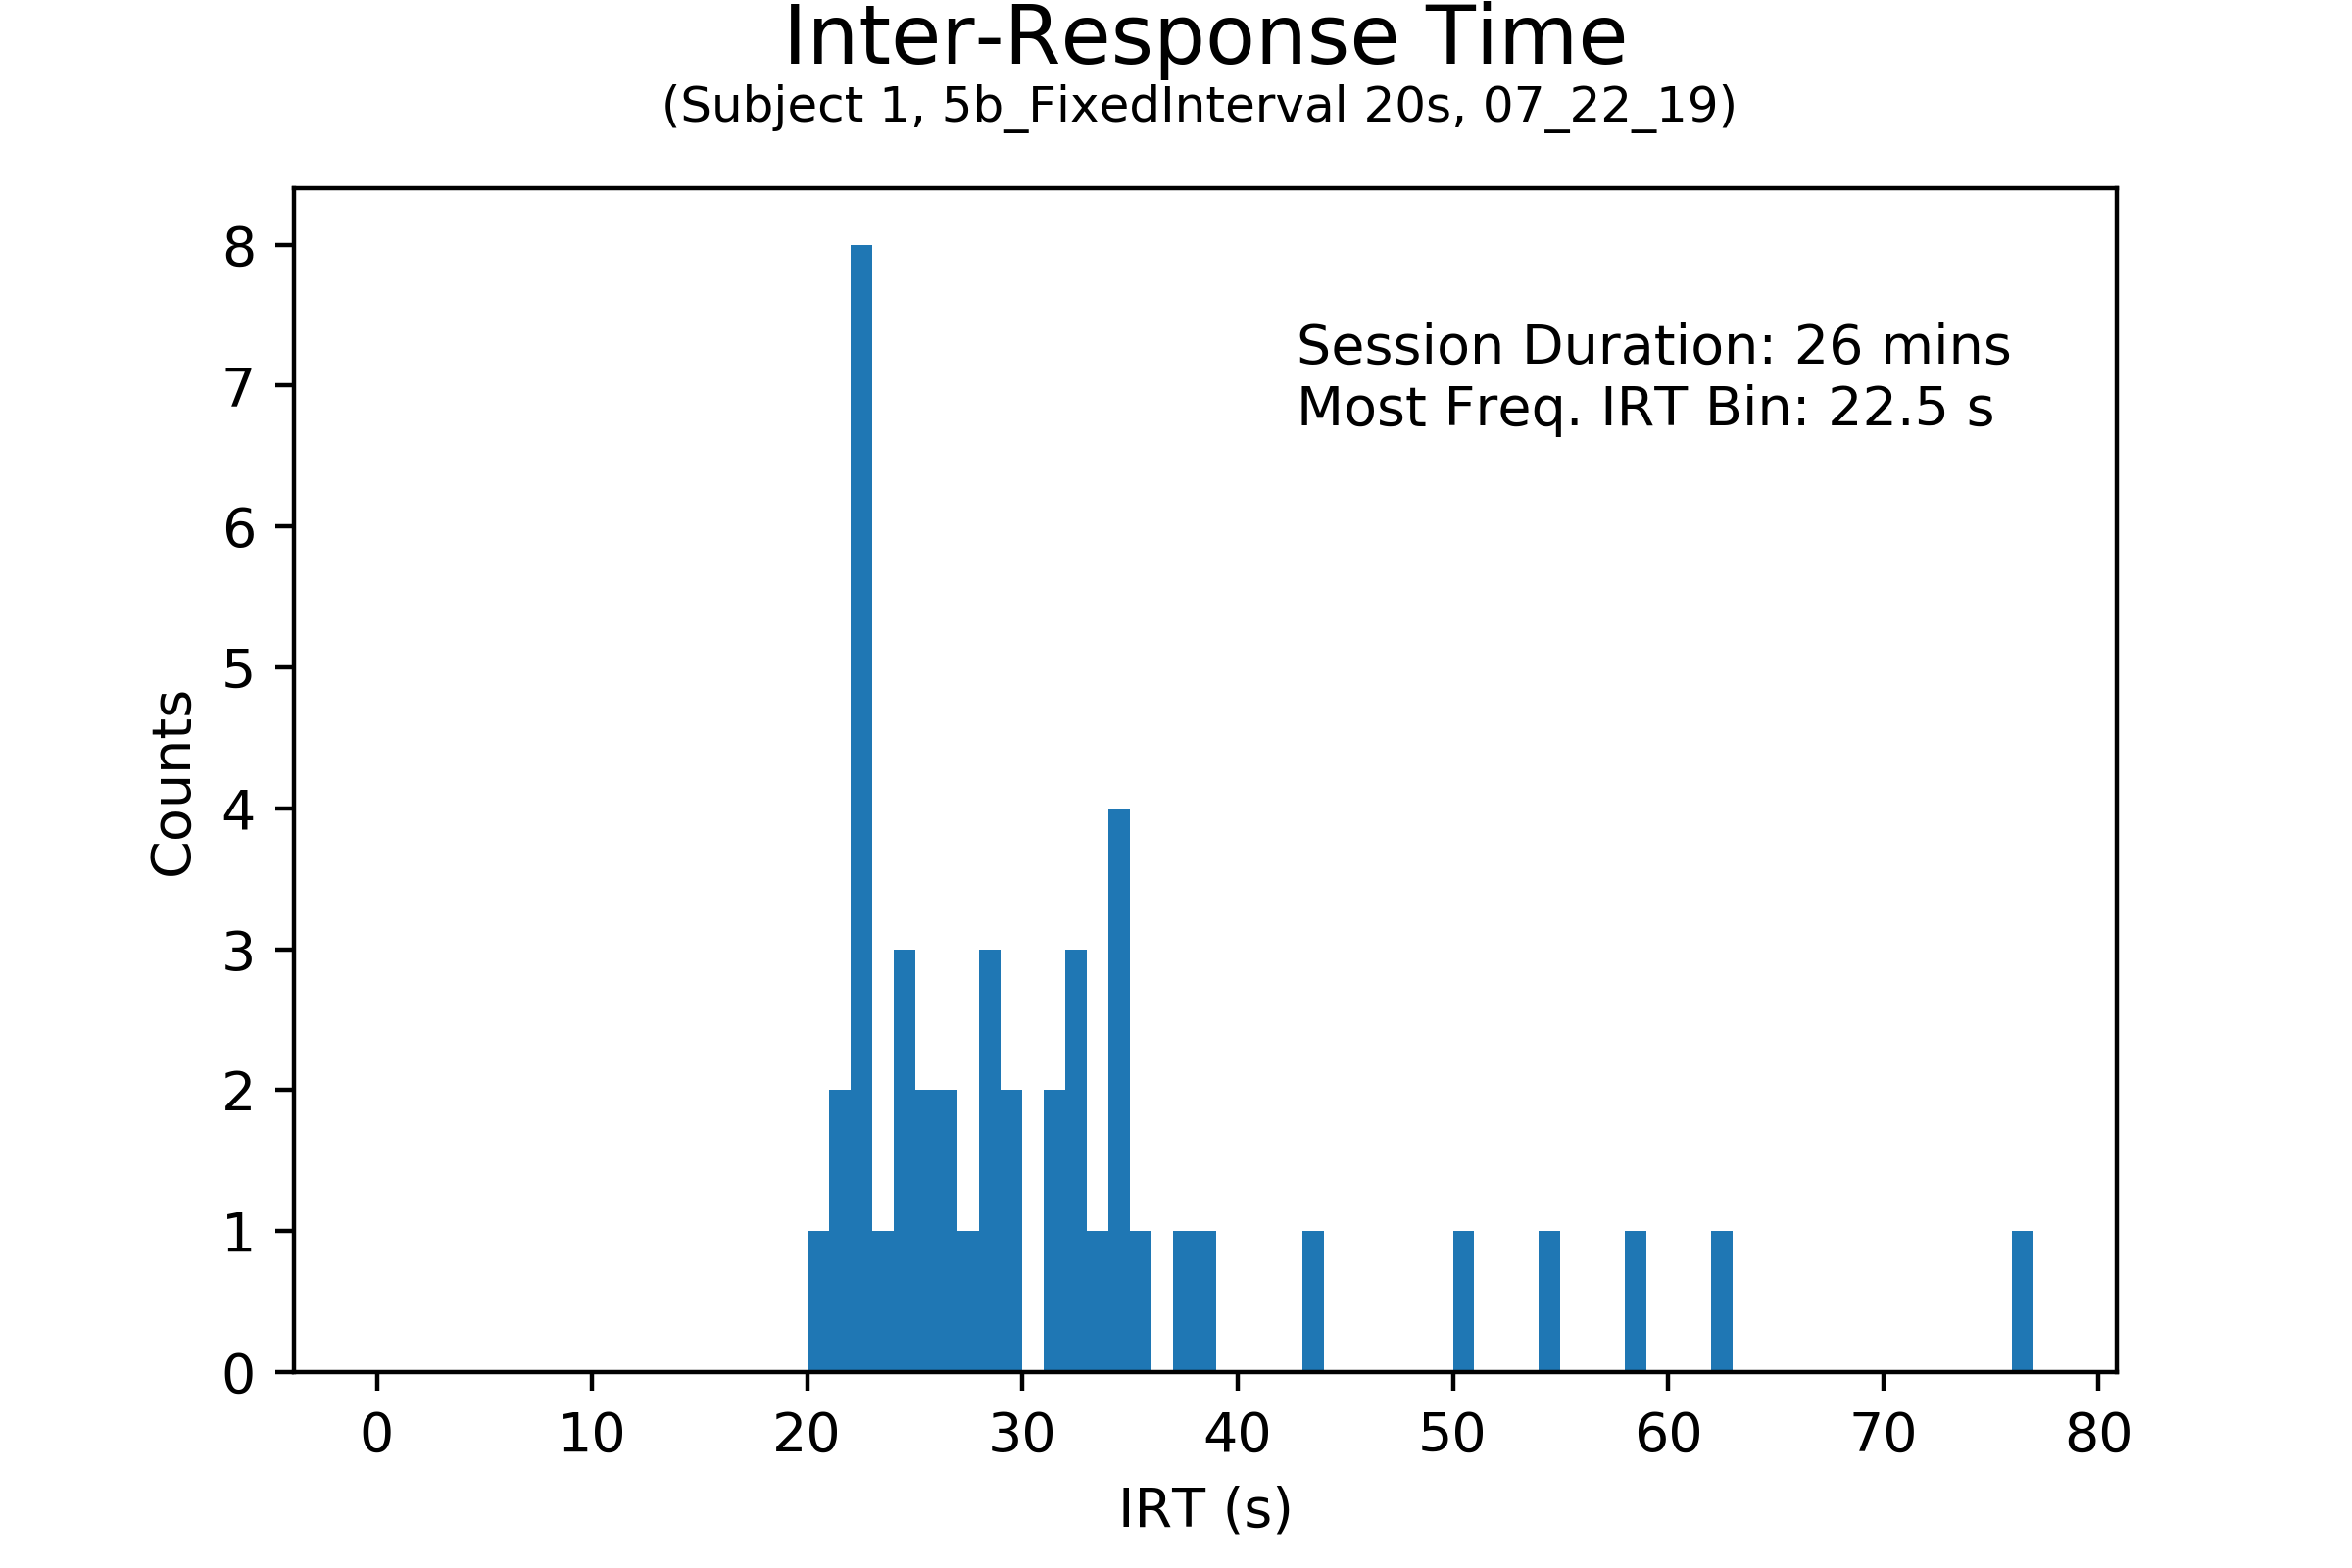 Inter-Response Time
(Subject 1, 5b_FixedInterval 20s, 07_22_19)
8
Session Duration: 26 mins
7
Most Freq. IRT Bin: 22.5 s
6
5
Counts
4
3
2
1
0
0 10 20 30 40 50 60 70 80
IRT (s)